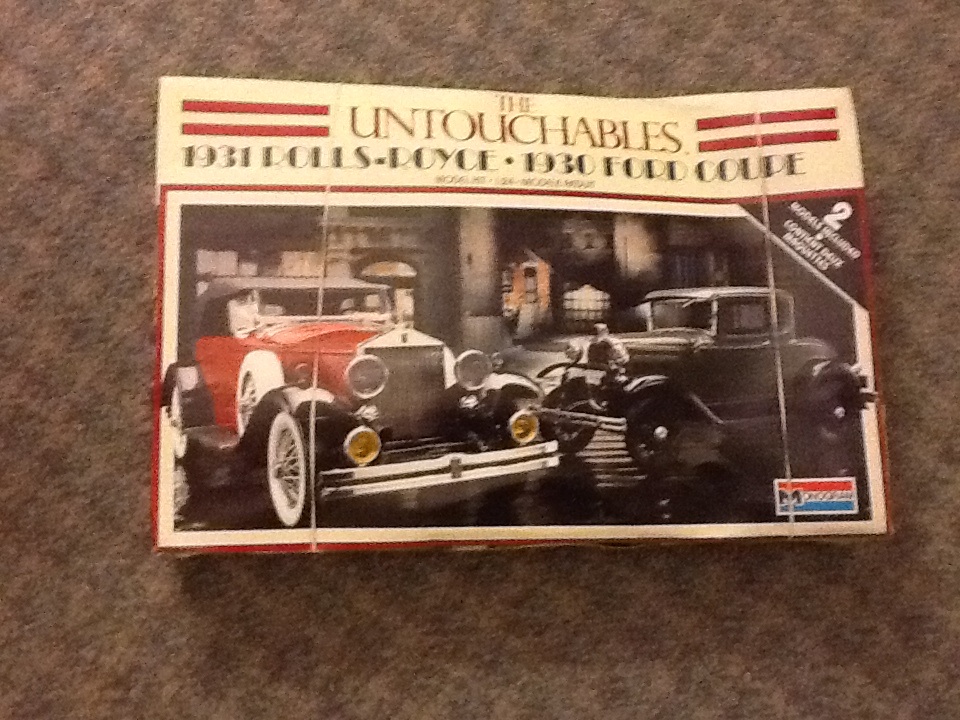 THE
UNTOUCHABLES
1931 ROLLS-ROYCE • 1930 FORD COUPE
2
MONOGRAM